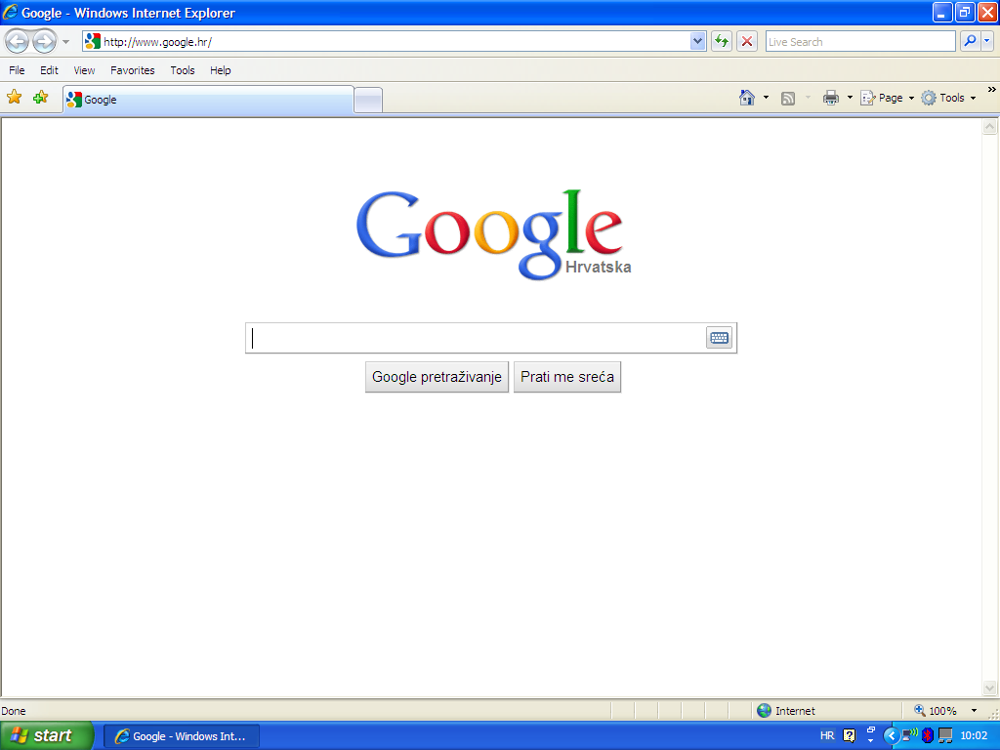 Google - Windows Internet Explorer
http://www.google.hr/
Live Search
File Edit View Favorites Tools Help
Google
Page Tools
Google
Hrvatska
Google pretraživanje Prati me sreća
Done Internet 100%
start Google - Windows Int... HR 10:02